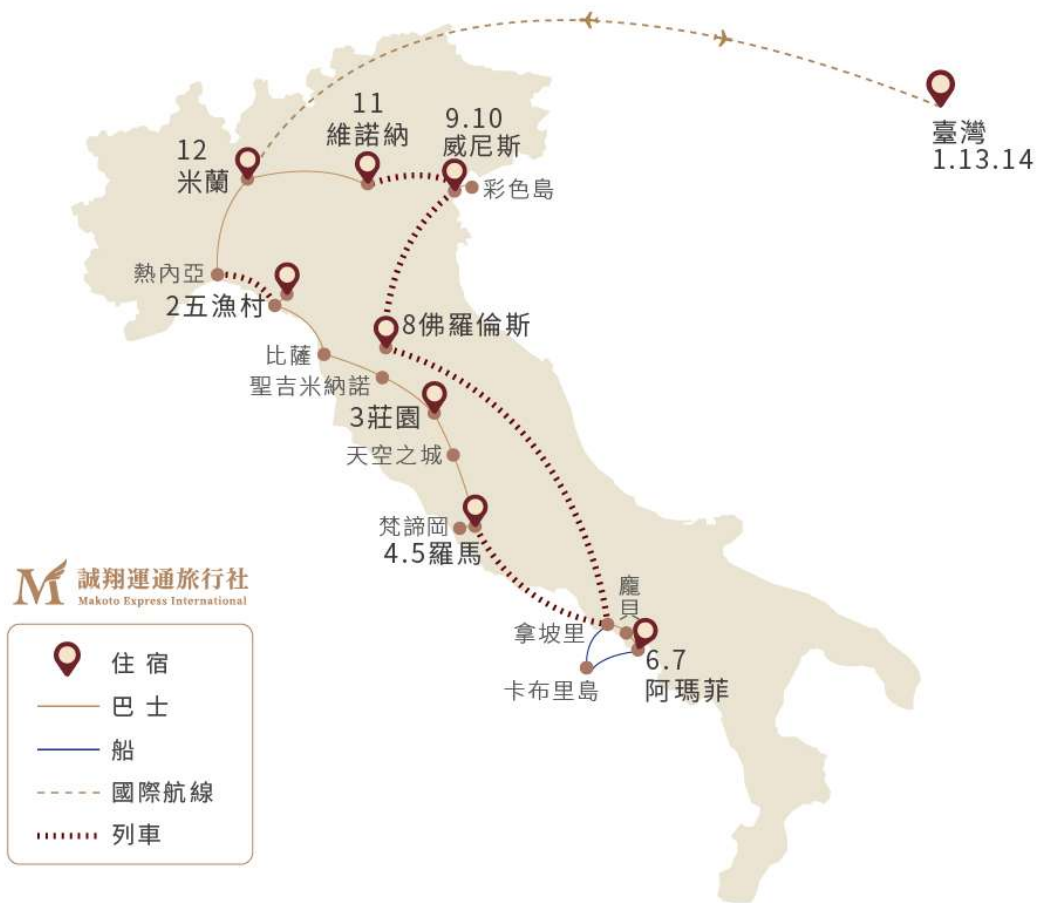 11
維諾納
9.10
威尼斯
12
米蘭
彩色島
臺灣
1.13.14
熱內亞
2五漁村
8佛羅倫斯
比薩
聖吉米納諾
3莊園
天空之城
梵諦岡
4.5羅馬
龐貝
拿坡里
6.7
阿瑪菲
卡布里島
M 誠翔運通旅行社
Makoto Express International
住宿
巴士
船
國際航線
列車